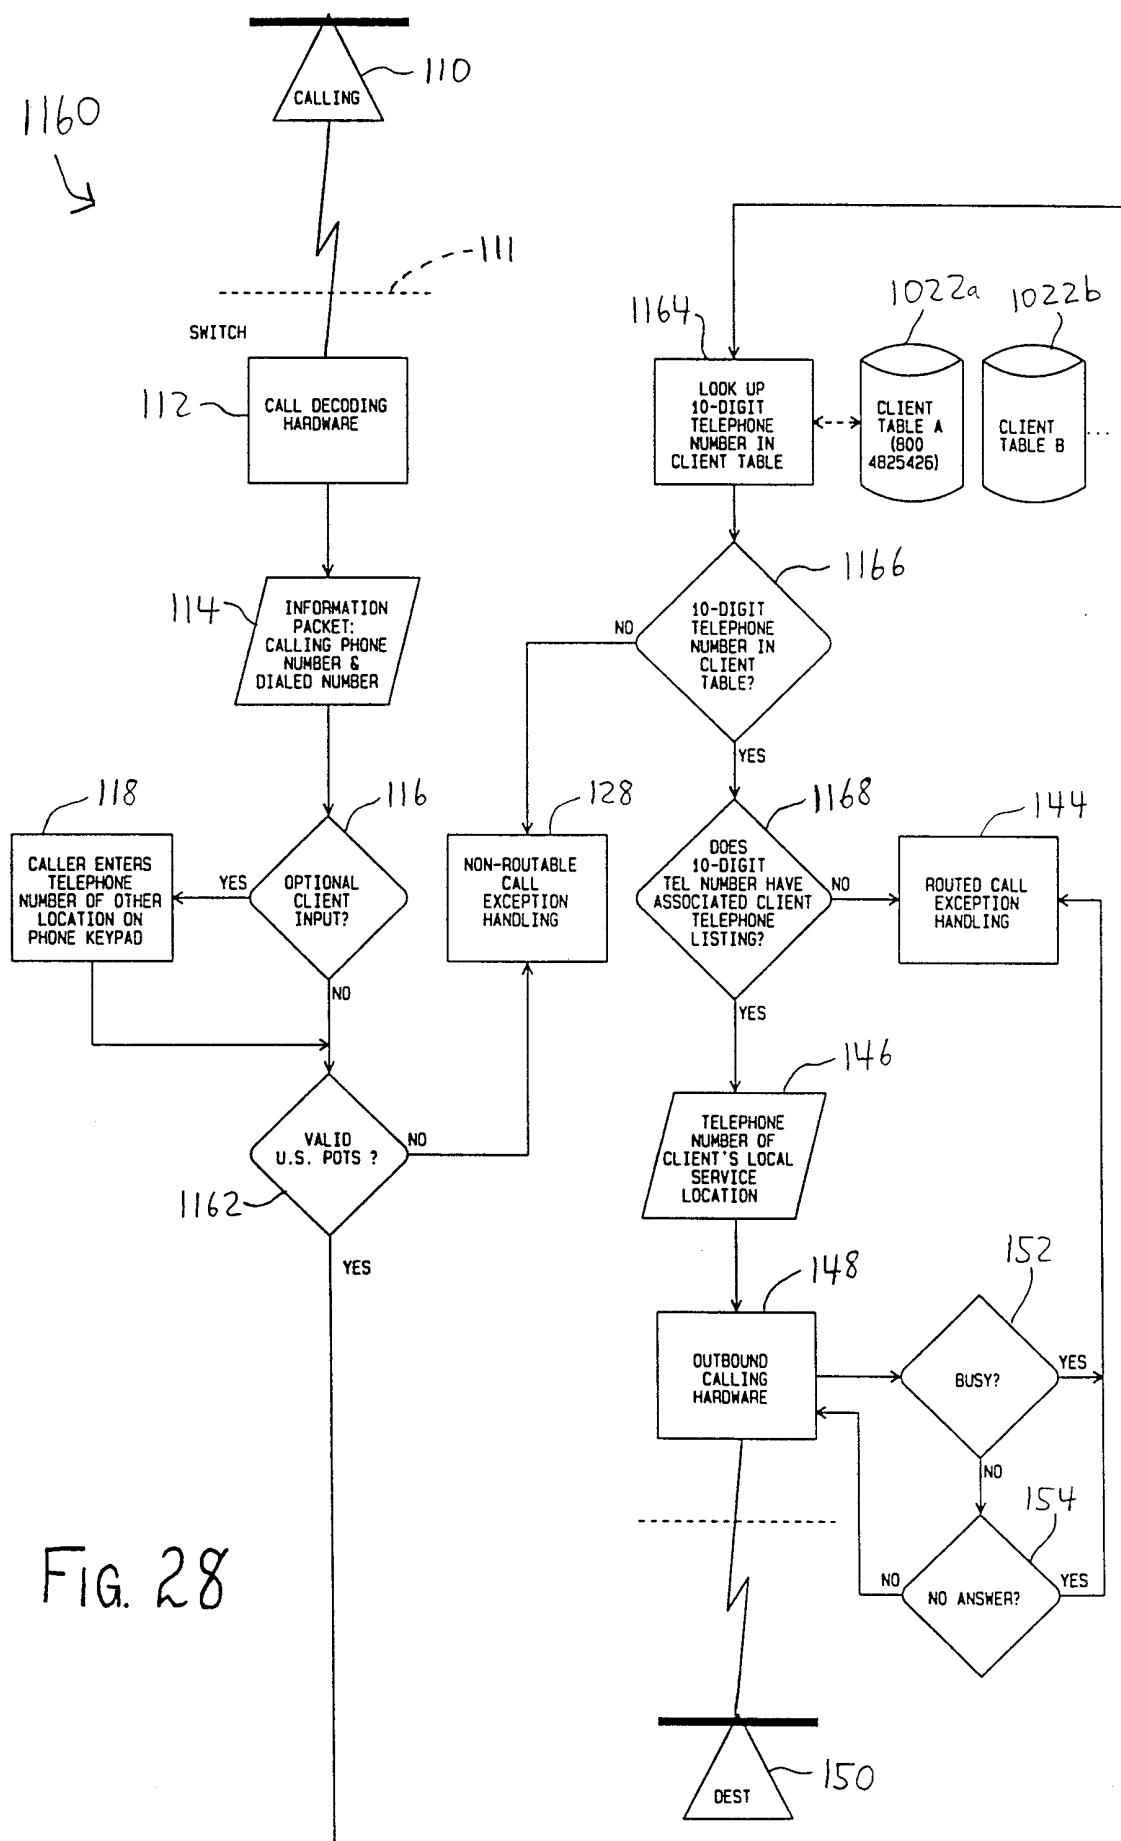 1160
110
CALLING
111
SWITCH
112
CALL DECODING
HARDWARE
114
INFORMATION
PACKET:
CALLING PHONE
NUMBER &
DIALED NUMBER
118
CALLER ENTERS
TELEPHONE
NUMBER OF OTHER
LOCATION ON
PHONE KEYPAD
YES
116
OPTIONAL
CLIENT
INPUT?
NO
128
NON-ROUTABLE
CALL
EXCEPTION
HANDLING
VALID
U.S. POTS ?
NO
1162
YES
1164
LOOK UP
10-DIGIT
TELEPHONE
NUMBER IN
CLIENT TABLE
1022a
CLIENT
TABLE A
(800
4825426)
1022b
CLIENT
TABLE B
...
1166
NO
10-DIGIT
TELEPHONE
NUMBER IN
CLIENT
TABLE?
YES
1168
DOES
10-DIGIT
TEL NUMBER HAVE
ASSOCIATED CLIENT
TELEPHONE
LISTING?
NO
YES
144
ROUTED CALL
EXCEPTION
HANDLING
146
TELEPHONE
NUMBER OF
CLIENT'S LOCAL
SERVICE
LOCATION
148
OUTBOUND
CALLING
HARDWARE
152
BUSY?
YES
NO
154
NO
NO ANSWER?
YES
150
DEST
FIG. 28